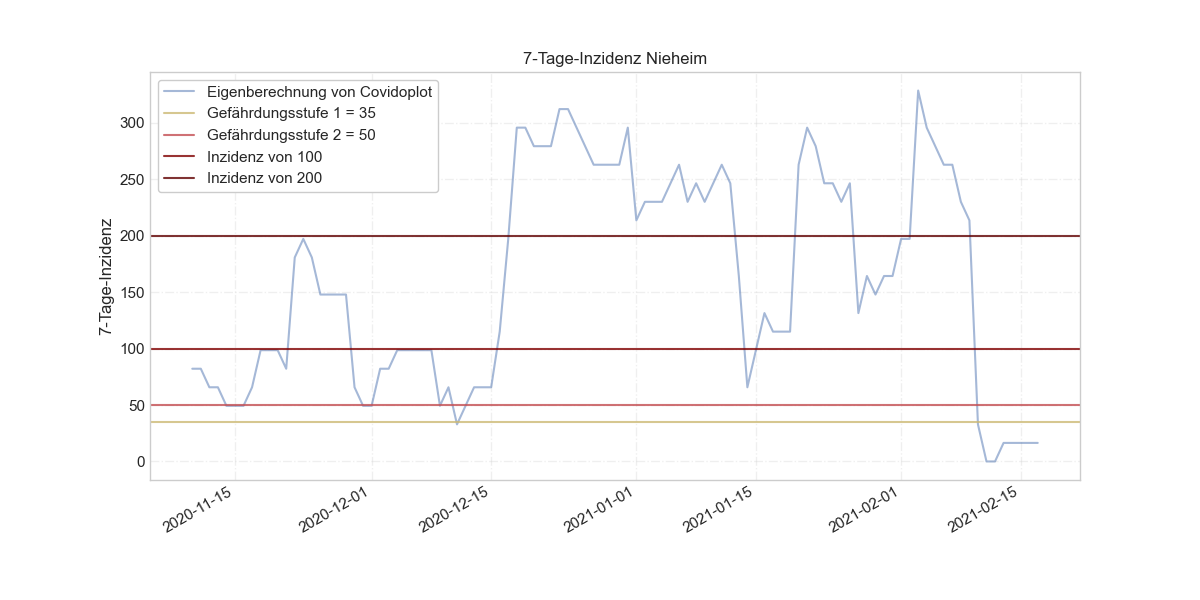 7-Tage-Inzidenz Nieheim
Eigenberechnung von Covidoplot
Gefährdungsstufe 1 = 35
Gefährdungsstufe 2 = 50
Inzidenz von 100
Inzidenz von 200
7-Tage-Inzidenz
300
250
200
150
100
50
0
2020-11-15
2020-12-01
2020-12-15
2021-01-01
2021-01-15
2021-02-01
2021-02-15